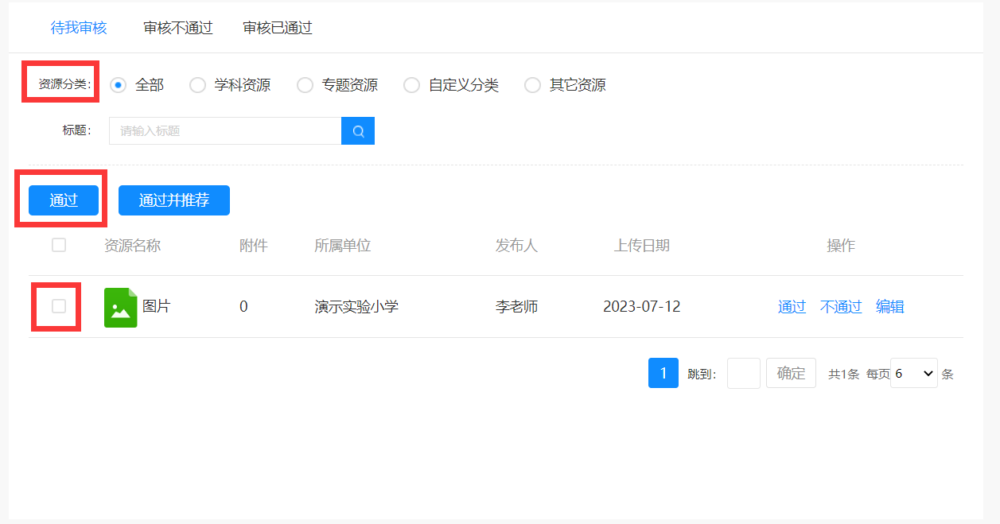 待我审核 审核不通过 审核已通过
资源分类: 全部 学科资源 专题资源 自定义分类 其它资源
标题: 请输入标题
通过 通过并推荐
资源名称 附件 所属单位 发布人 上传日期 操作
图片 0 演示实验小学 李老师 2023-07-12 通过 不通过 编辑
1 跳到: 确定 共1条 每页 6 条